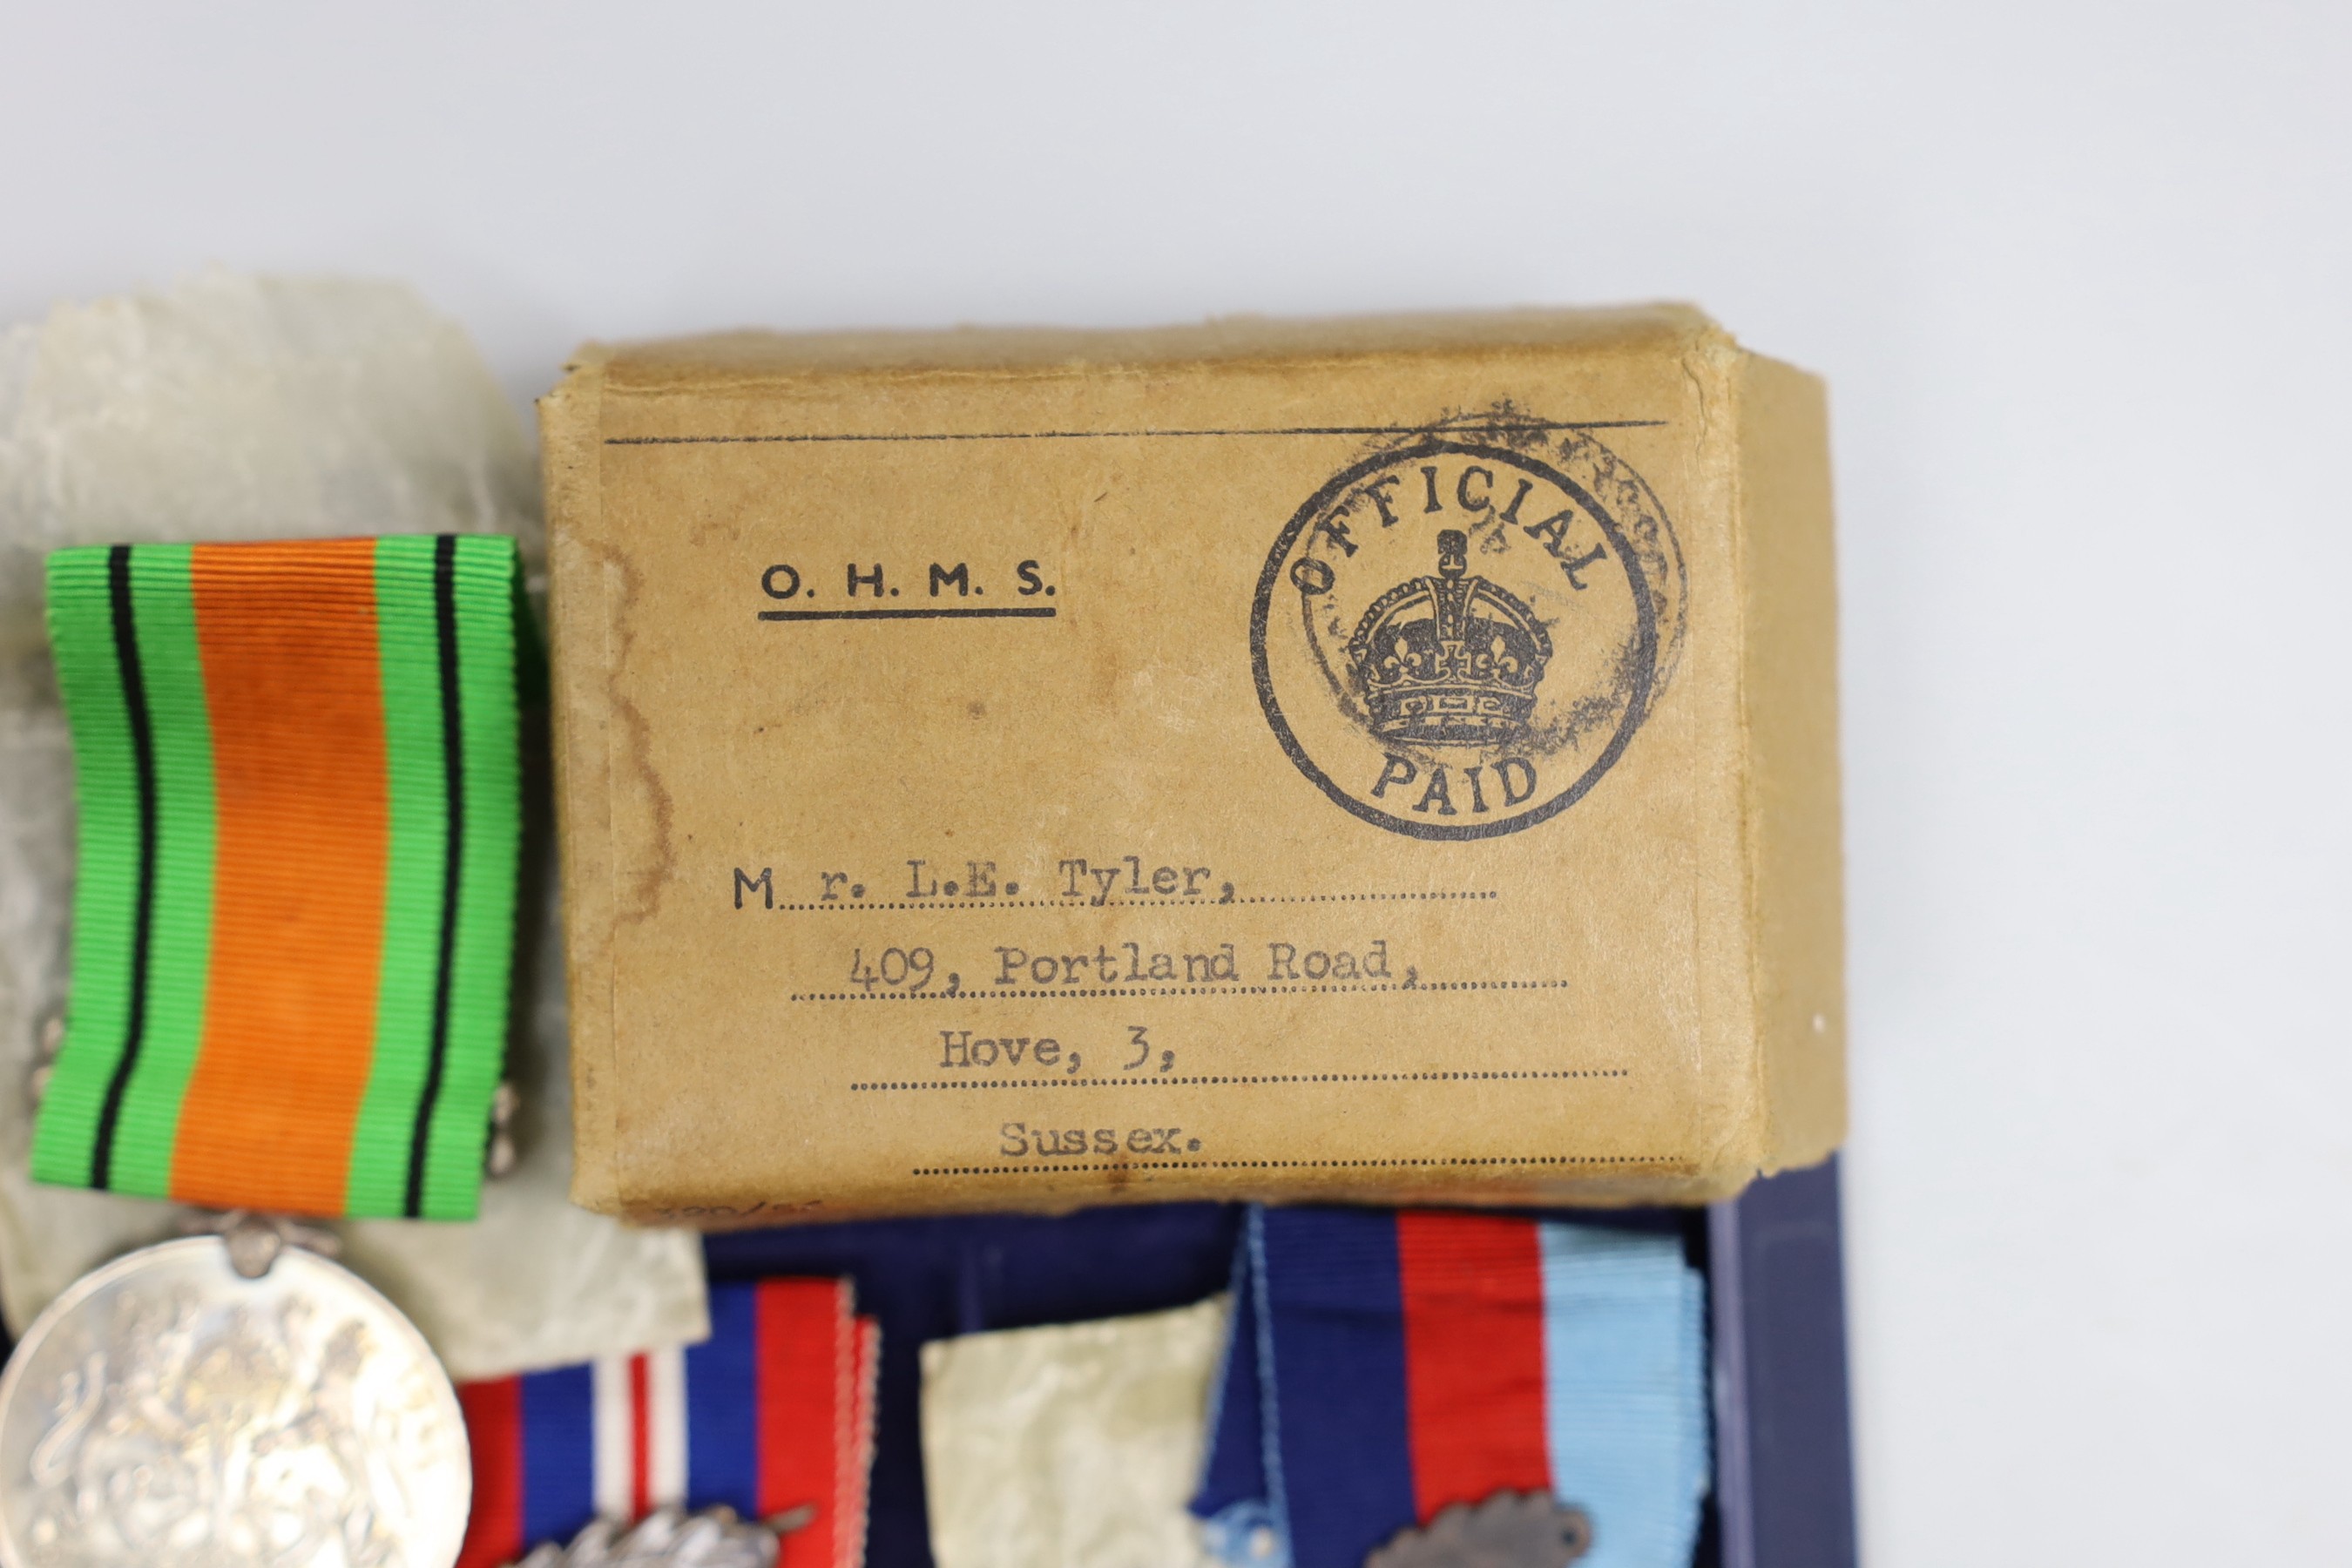 O. H. M. S.
OFFICIAL
PAID
Mr. L.E. Tyler,
409, Portland Road,
Hove, 3,
Sussex.